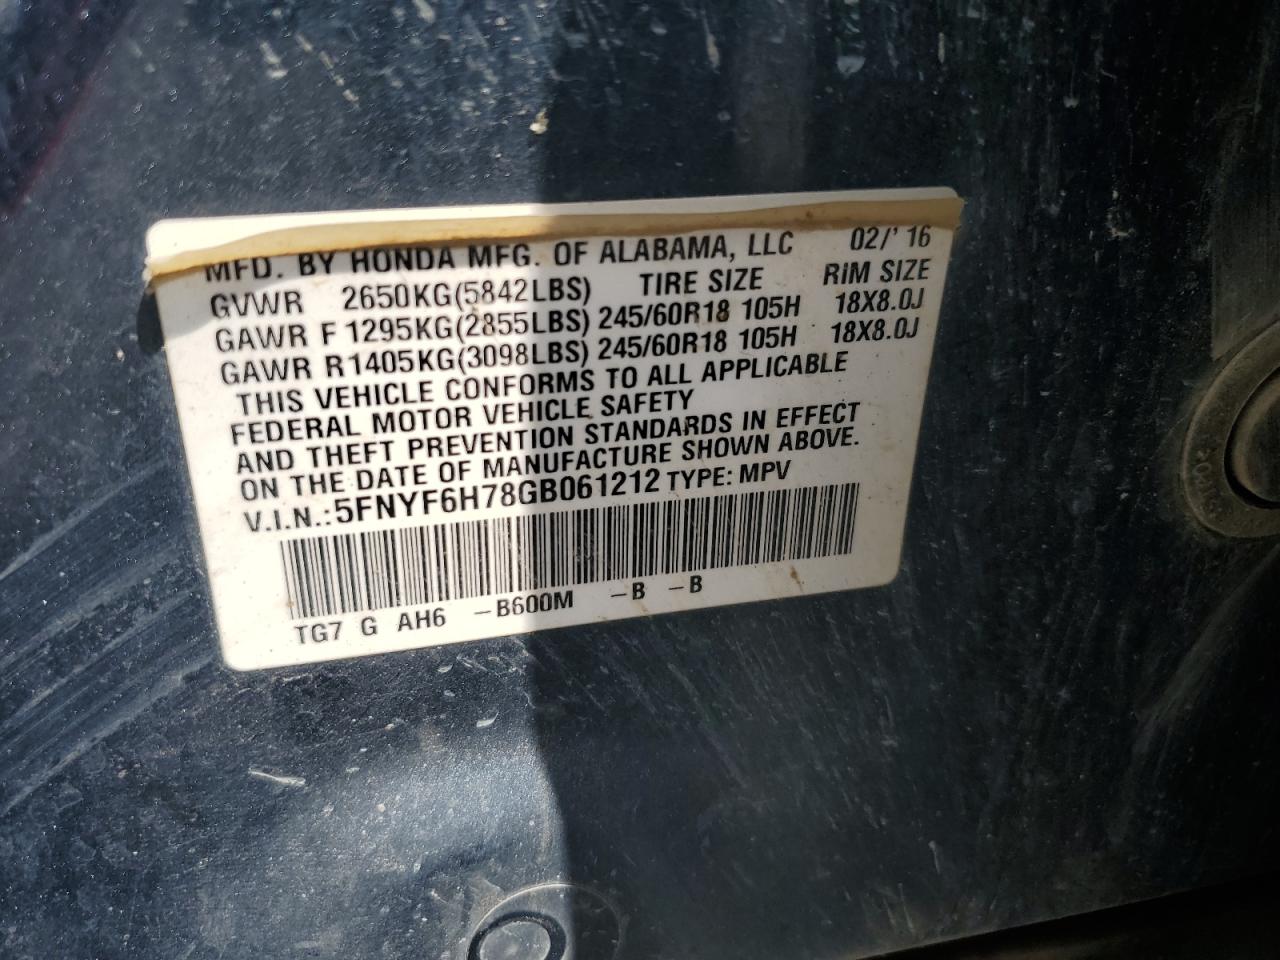 MFD. BY HONDA MFG. OF ALABAMA, LLC 02/' 16
GVWR 2650KG(5842LBS) TIRE SIZE RIM SIZE
GAWR F 1295KG(2855LBS) 245/60R18 105H 18X8.0J
GAWR R 1405KG(3098LBS) 245/60R18 105H 18X8.0J
THIS VEHICLE CONFORMS TO ALL APPLICABLE
FEDERAL MOTOR VEHICLE SAFETY
AND THEFT PREVENTION STANDARDS IN EFFECT
ON THE DATE OF MANUFACTURE SHOWN ABOVE.
V.I.N.: 5FNYF6H78GB061212 TYPE: MPV
TG7 G AH6 -B600M -B -B